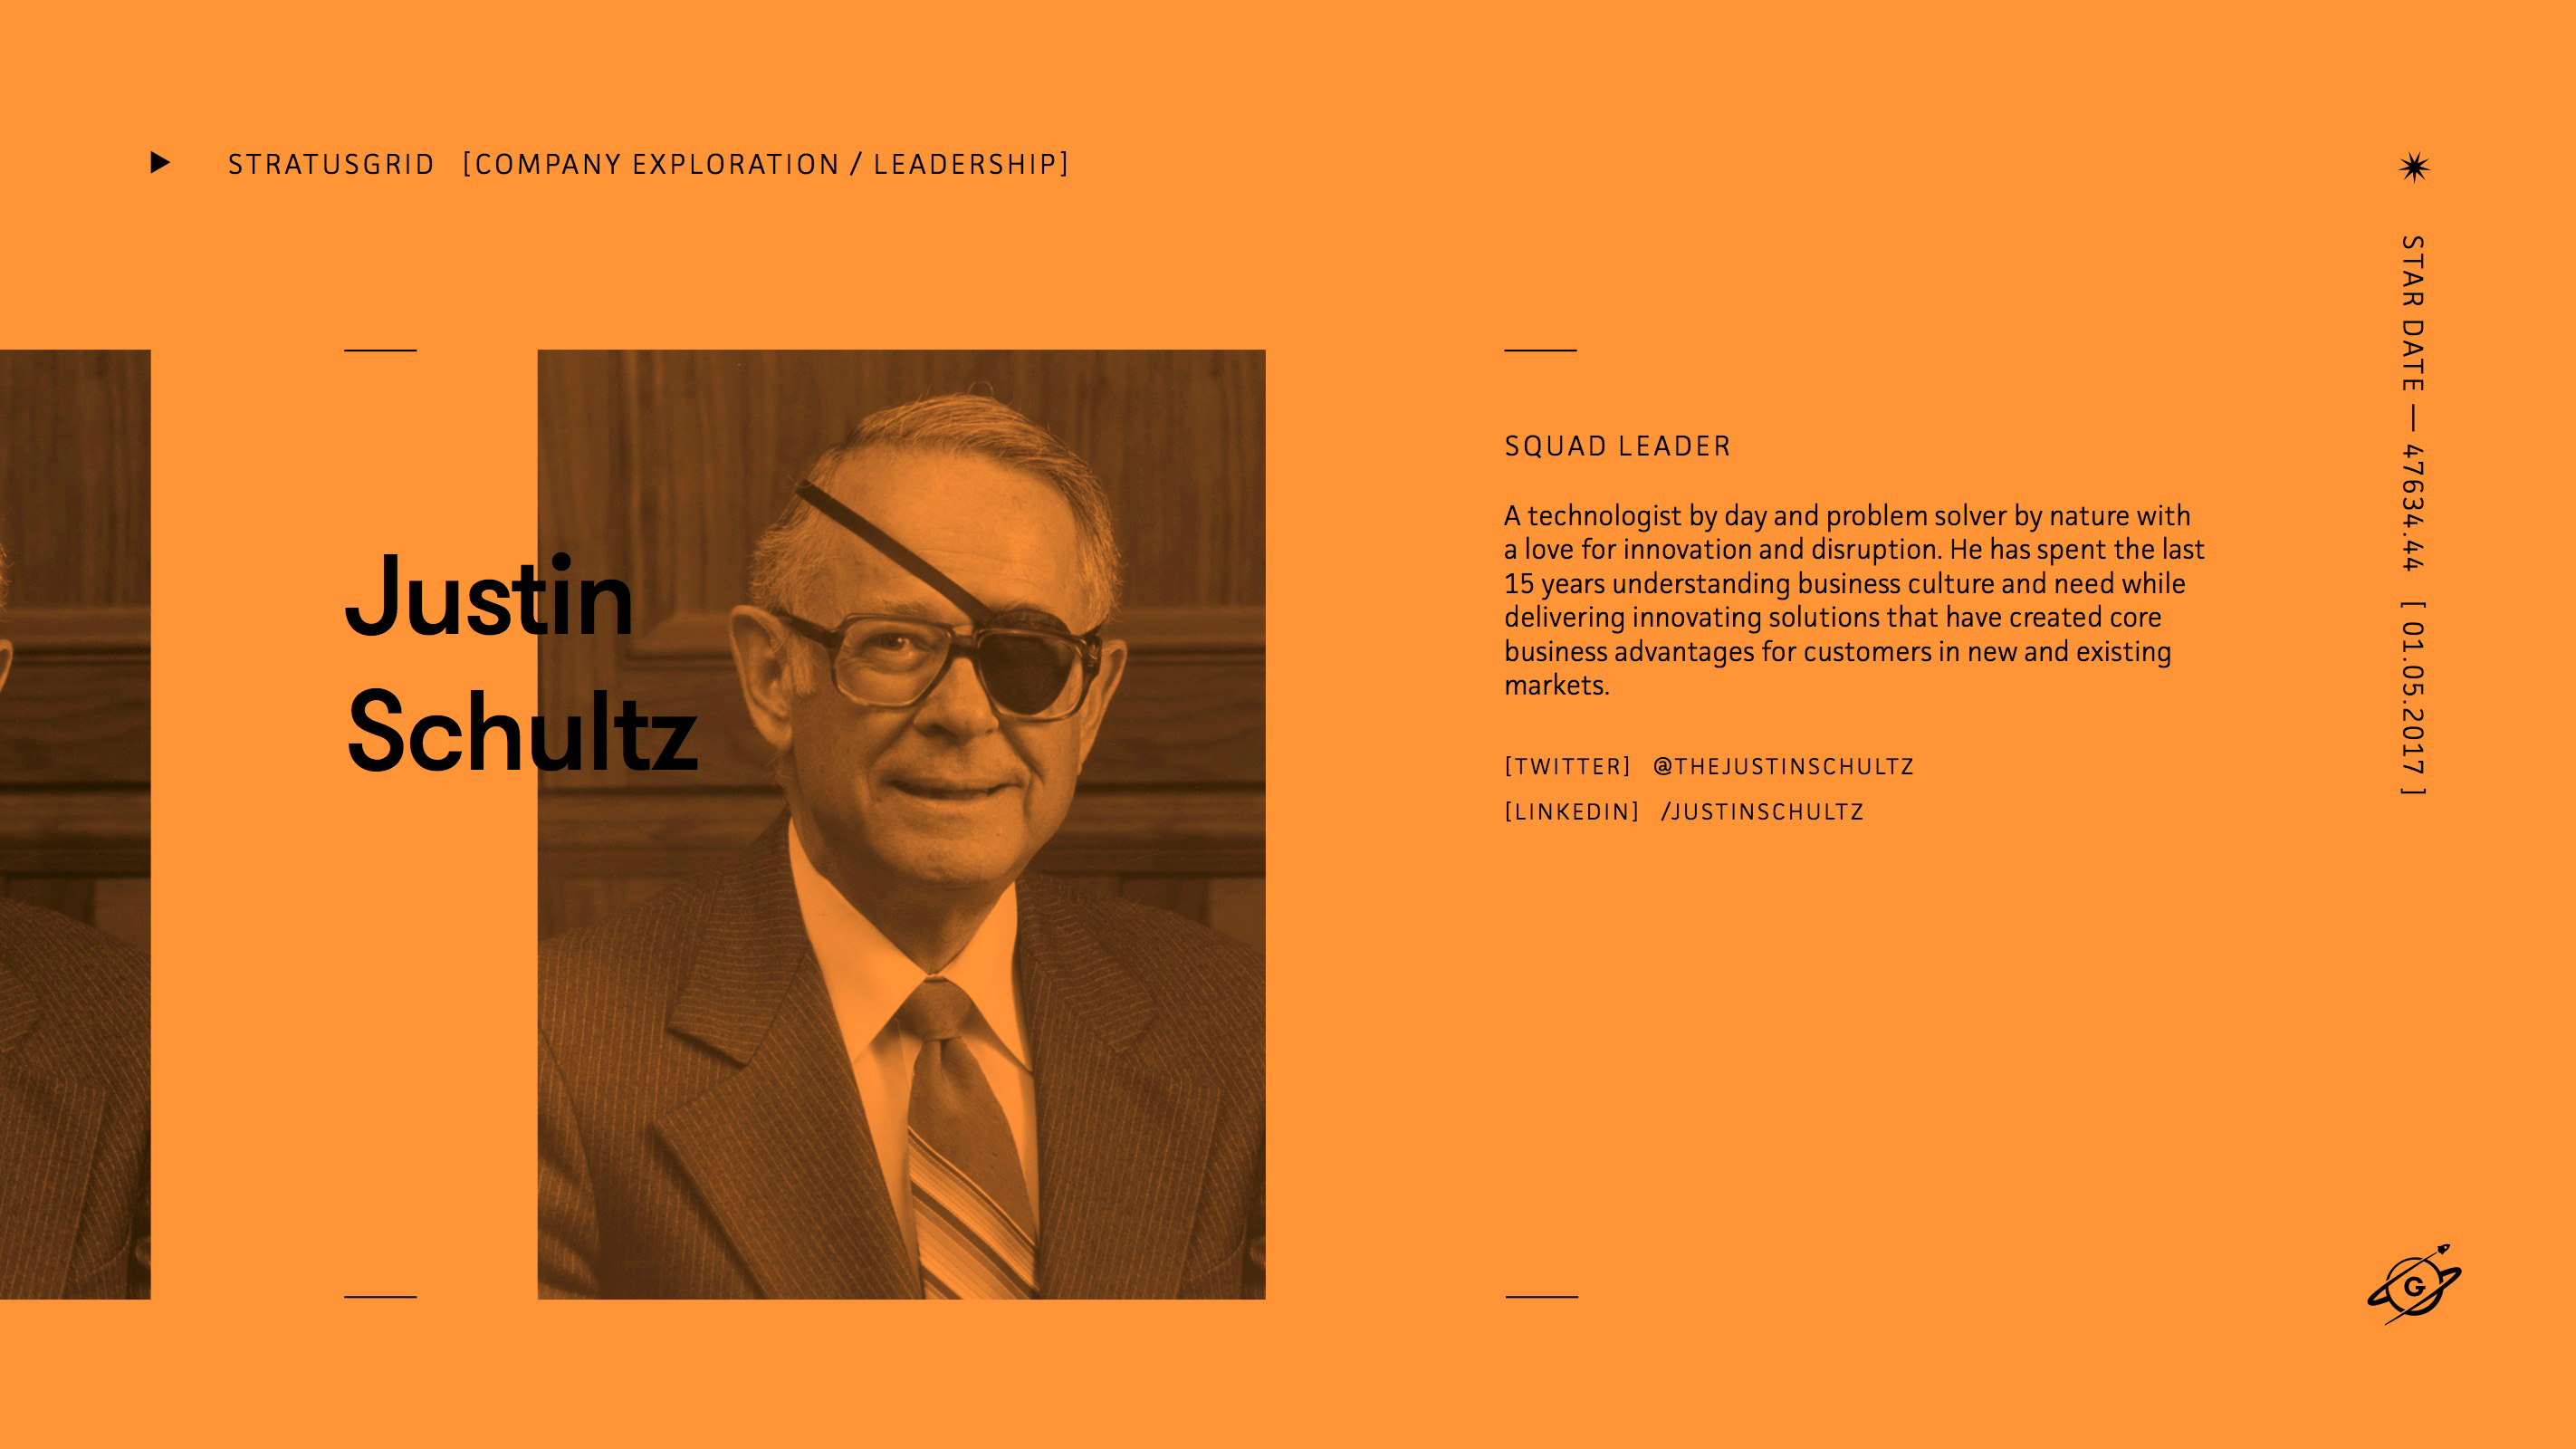 STRATUSGRID [COMPANY EXPLORATION / LEADERSHIP]
STAR DATE — 47634.44 [ 01.05.2017 ]
Justin
Schultz
SQUAD LEADER
A technologist by day and problem solver by nature with
a love for innovation and disruption. He has spent the last
15 years understanding business culture and need while
delivering innovating solutions that have created core
business advantages for customers in new and existing
markets.
[TWITTER] @THEJUSTINSCHULTZ
[LINKEDIN] /JUSTINSCHULTZ
G